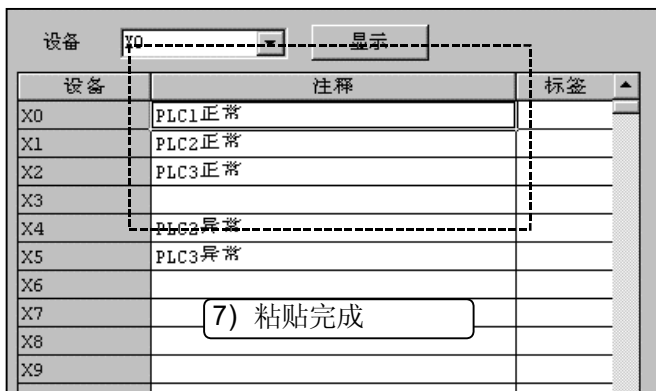 设备 X0 显示
设备 注释 标签
X0 PLC1正常
X1 PLC2正常
X2 PLC3正常
X3
X4 PLC2异常
X5 PLC3异常
X6
X7
X8
X9
7) 粘贴完成